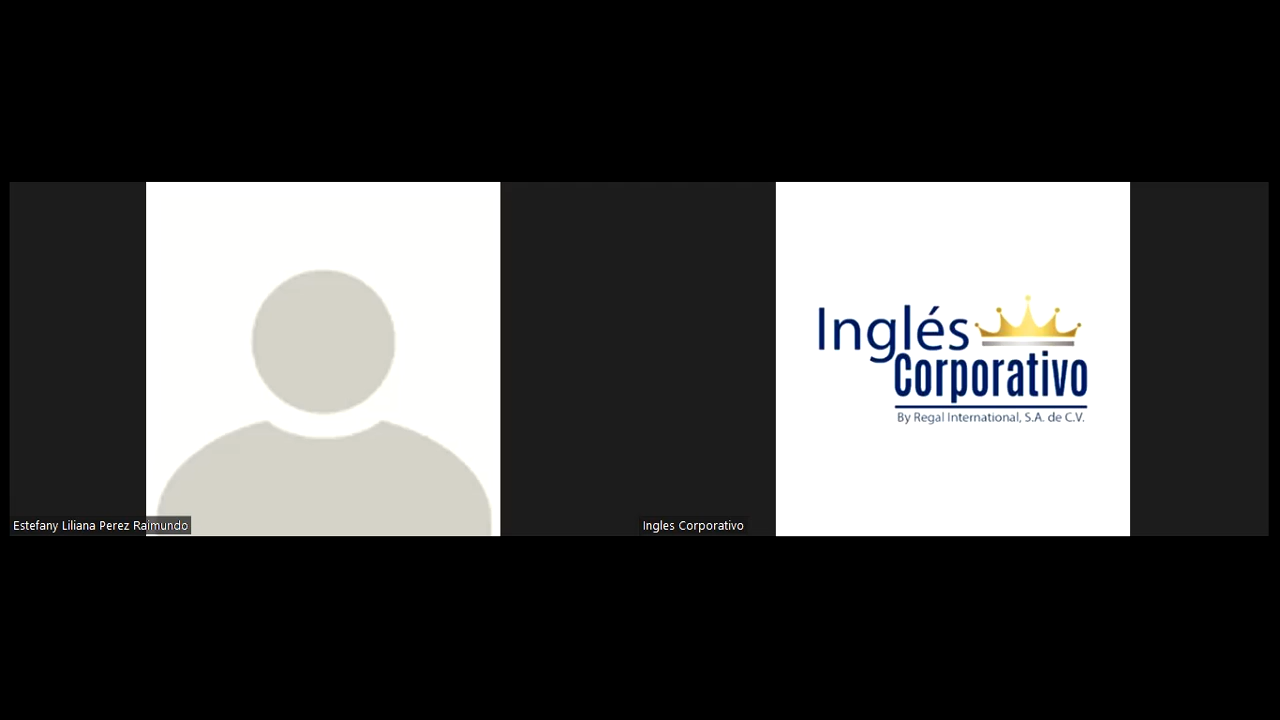 Inglés
Corporativo
By Regal International, S.A. de C.V.
Estefany Liliana Perez Raimundo
Ingles Corporativo